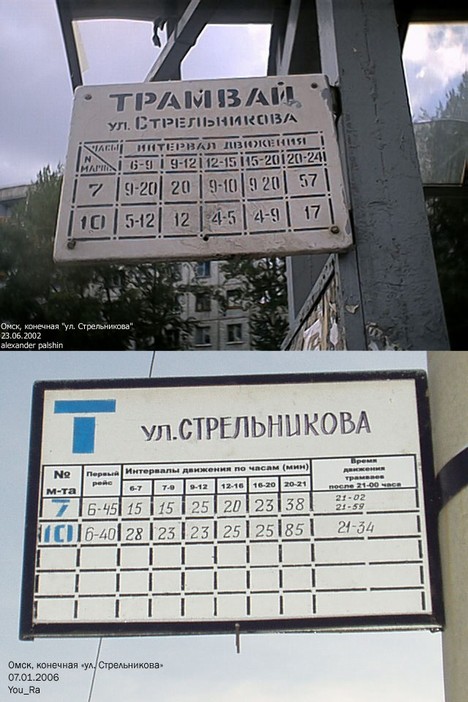 ТРАМВАЙ
ул. СТРЕЛЬНИКОВА
ЧАСЫ ИНТЕРВАЛ ДВИЖЕНИЯ
N МАРШ. 6-9 9-12 12-15 15-20 20-24
7 9-20 20 9-10 9 20 57
10 5-12 12 4-5 4-9 17
Омск, конечная "ул. Стрельникова"
23.06.2002
alexander palshin
Т ул.СТРЕЛЬНИКОВА
№ м-та Первый рейс Интервалы движения по часам (мин) Время движения трамваев после 21-00 часа
6-7 7-9 9-12 12-16 16-20 20-21
7 6-45 15 15 25 20 23 38 21-02 21-59
10 6-40 28 23 23 25 25 85 21-34
Омск, конечная «ул. Стрельникова»
07.01.2006
You_Ra